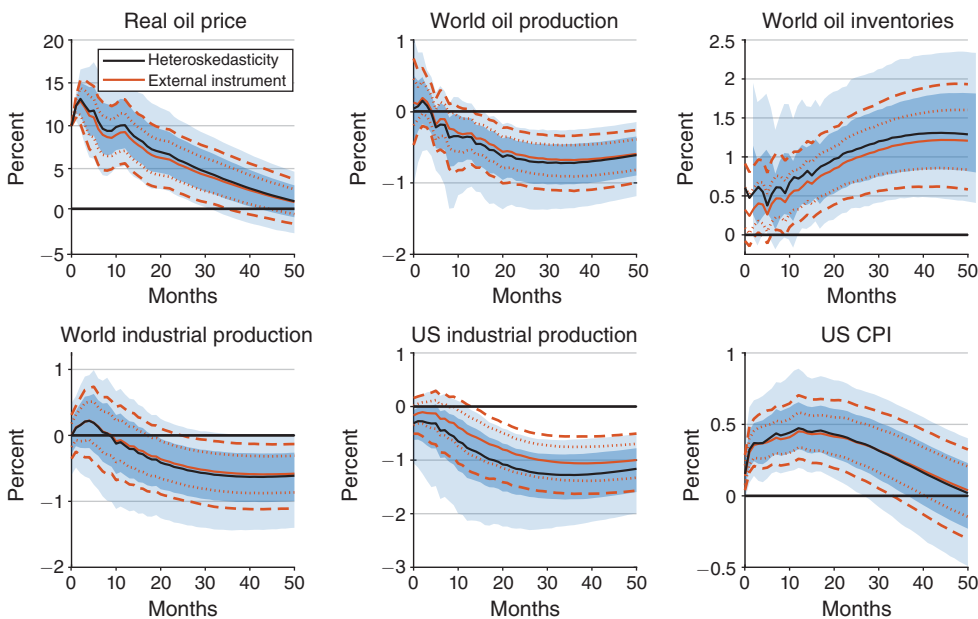 Real oil price
World oil production
World oil inventories
Percent
20
15
10
5
0
−5
Heteroskedasticity
External instrument
0 10 20 30 40 50
Months
Percent
1
0
−1
−2
0 10 20 30 40 50
Months
Percent
2.5
2
1.5
1
0.5
0
0 10 20 30 40 50
Months
World industrial production
US industrial production
US CPI
Percent
1
0
−1
−2
0 10 20 30 40 50
Months
Percent
1
0
−1
−2
−3
0 10 20 30 40 50
Months
Percent
1
0.5
0
−0.5
0 10 20 30 40 50
Months